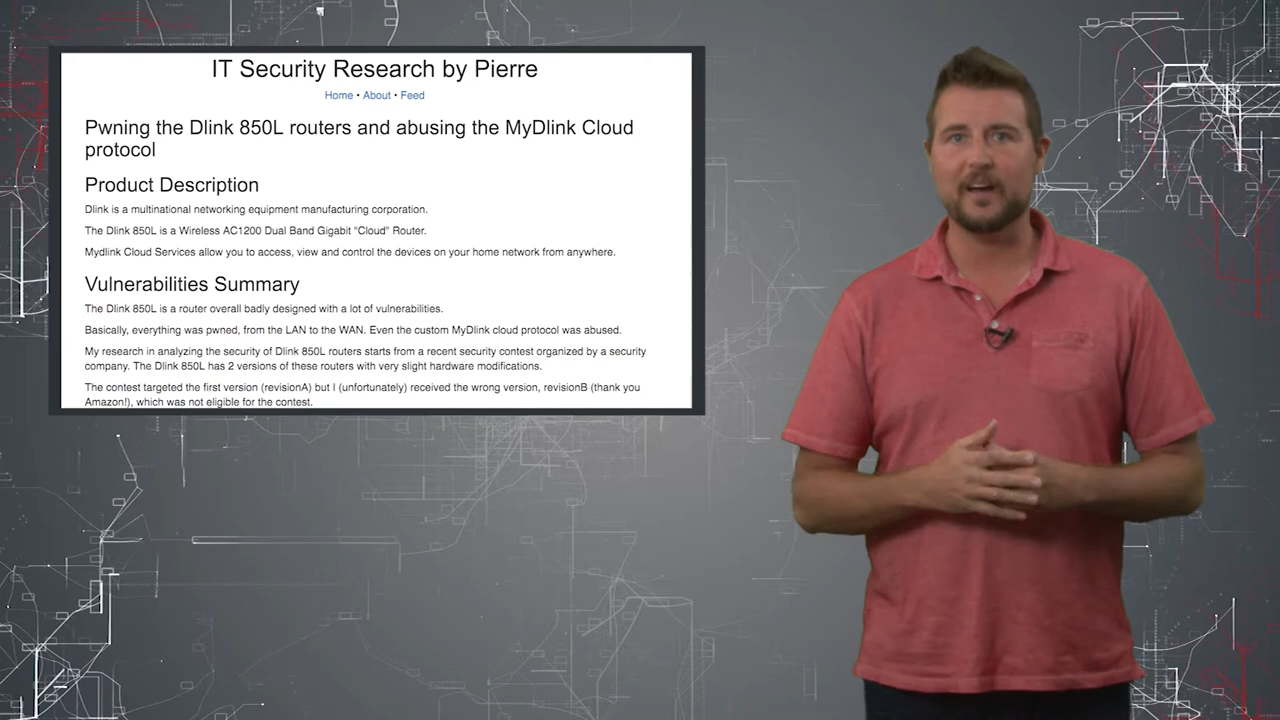 IT Security Research by Pierre
Home • About • Feed
Pwning the Dlink 850L routers and abusing the MyDlink Cloud
protocol
Product Description
Dlink is a multinational networking equipment manufacturing corporation.
The Dlink 850L is a Wireless AC1200 Dual Band Gigabit "Cloud" Router.
Mydlink Cloud Services allow you to access, view and control the devices on your home network from anywhere.
Vulnerabilities Summary
The Dlink 850L is a router overall badly designed with a lot of vulnerabilities.
Basically, everything was pwned, from the LAN to the WAN. Even the custom MyDlink cloud protocol was abused.
My research in analyzing the security of Dlink 850L routers starts from a recent security contest organized by a security
company. The Dlink 850L has 2 versions of these routers with very slight hardware modifications.
The contest targeted the first version (revisionA) but I (unfortunately) received the wrong version, revisionB (thank you
Amazon!), which was not eligible for the contest.